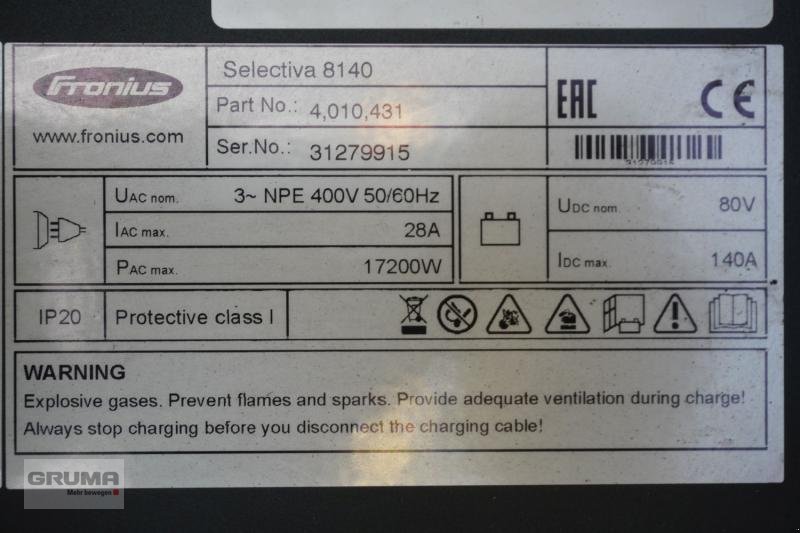 Fronius
www.fronius.com
Selectiva 8140
Part No.: 4,010,431
Ser.No.: 31279915
EAC CE
31279915
UAC nom. 3~ NPE 400V 50/60Hz
IAC max. 28A
PAC max. 17200W
UDC nom. 80V
IDC max. 140A
IP20 Protective class I
WARNING
Explosive gases. Prevent flames and sparks. Provide adequate ventilation during charge!
Always stop charging before you disconnect the charging cable!
GRUMA
Mehr bewegen